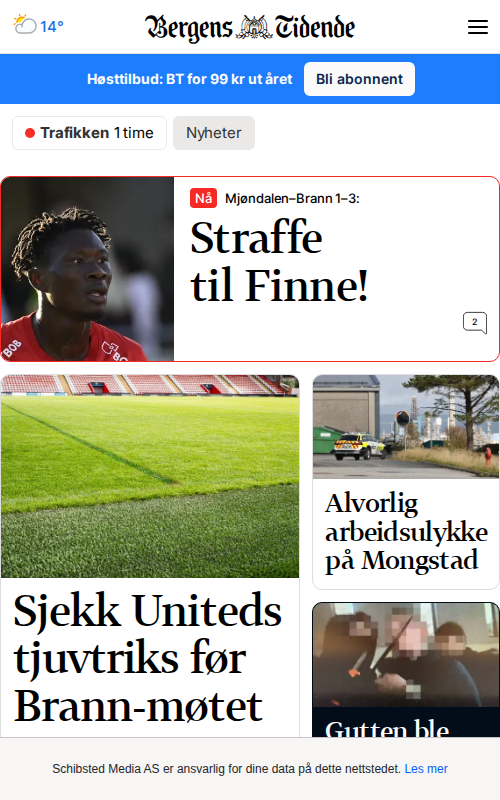 14°
Bergens Tidende
Høsttilbud: BT for 99 kr ut året
Bli abonnent
Trafikken 1 time
Nyheter
Nå Mjøndalen–Brann 1–3:
Straffe
til Finne!
2
BOB
Sjekk Uniteds
tjuvtriks før
Brann-møtet
Alvorlig
arbeidsulykke
på Mongstad
Gutten ble
Schibsted Media AS er ansvarlig for dine data på dette nettstedet. Les mer